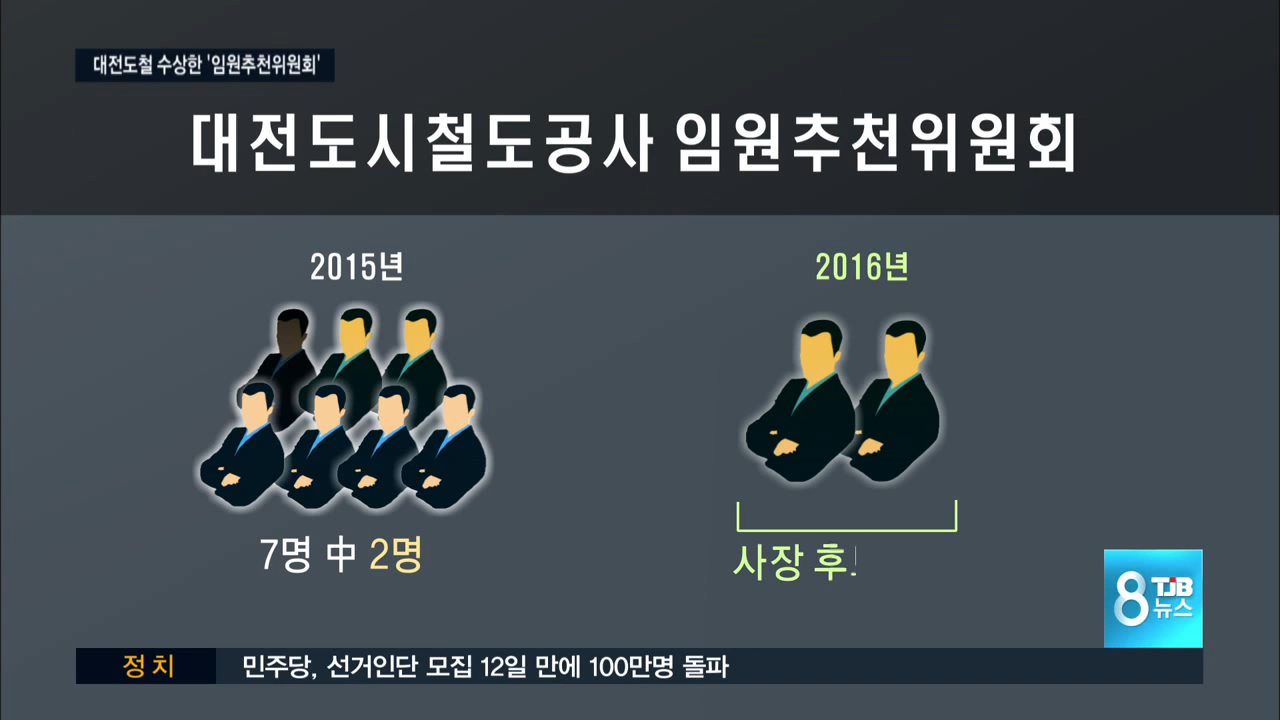 대전도철 수상한 '임원추천위원회'
대전도시철도공사 임원추천위원회
2015년
2016년
7명 中 2명
사장 후
8 TJB 뉴스
정치
민주당, 선거인단 모집 12일 만에 100만명 돌파